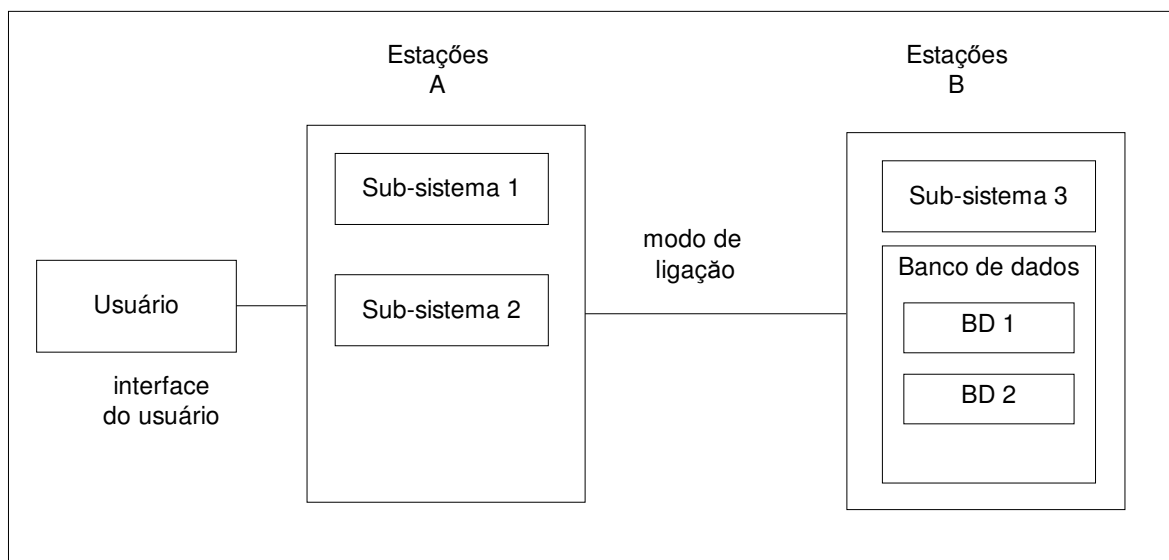 Estações
A
Estações
B
Sub-sistema 1
Sub-sistema 3
modo de
ligação
Banco de dados
Usuário
Sub-sistema 2
BD 1
interface
do usuário
BD 2